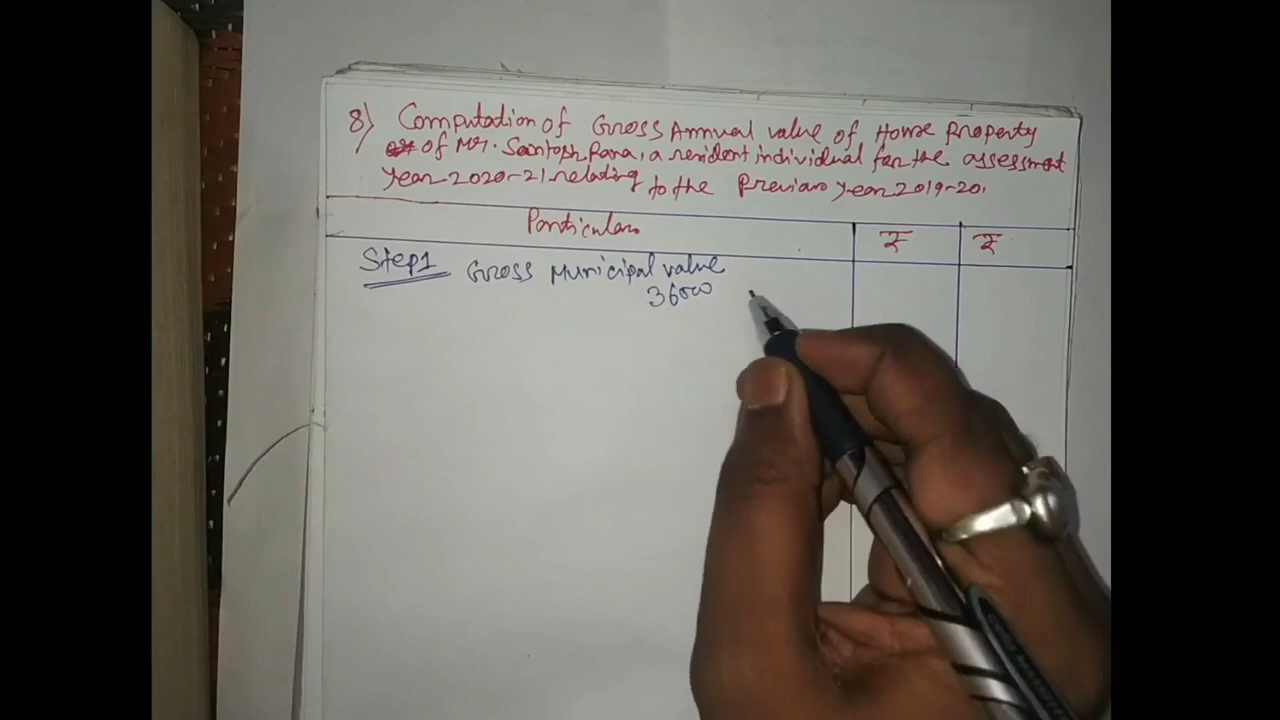 8) Computation of Gross Annual value of House Property
of Mr. Santosh Rana, a resident individual for the assessment
year 2020-21 relating to the Previous year 2019-20.
Particulars ₹ ₹
Step1 Gross Municipal value
36000